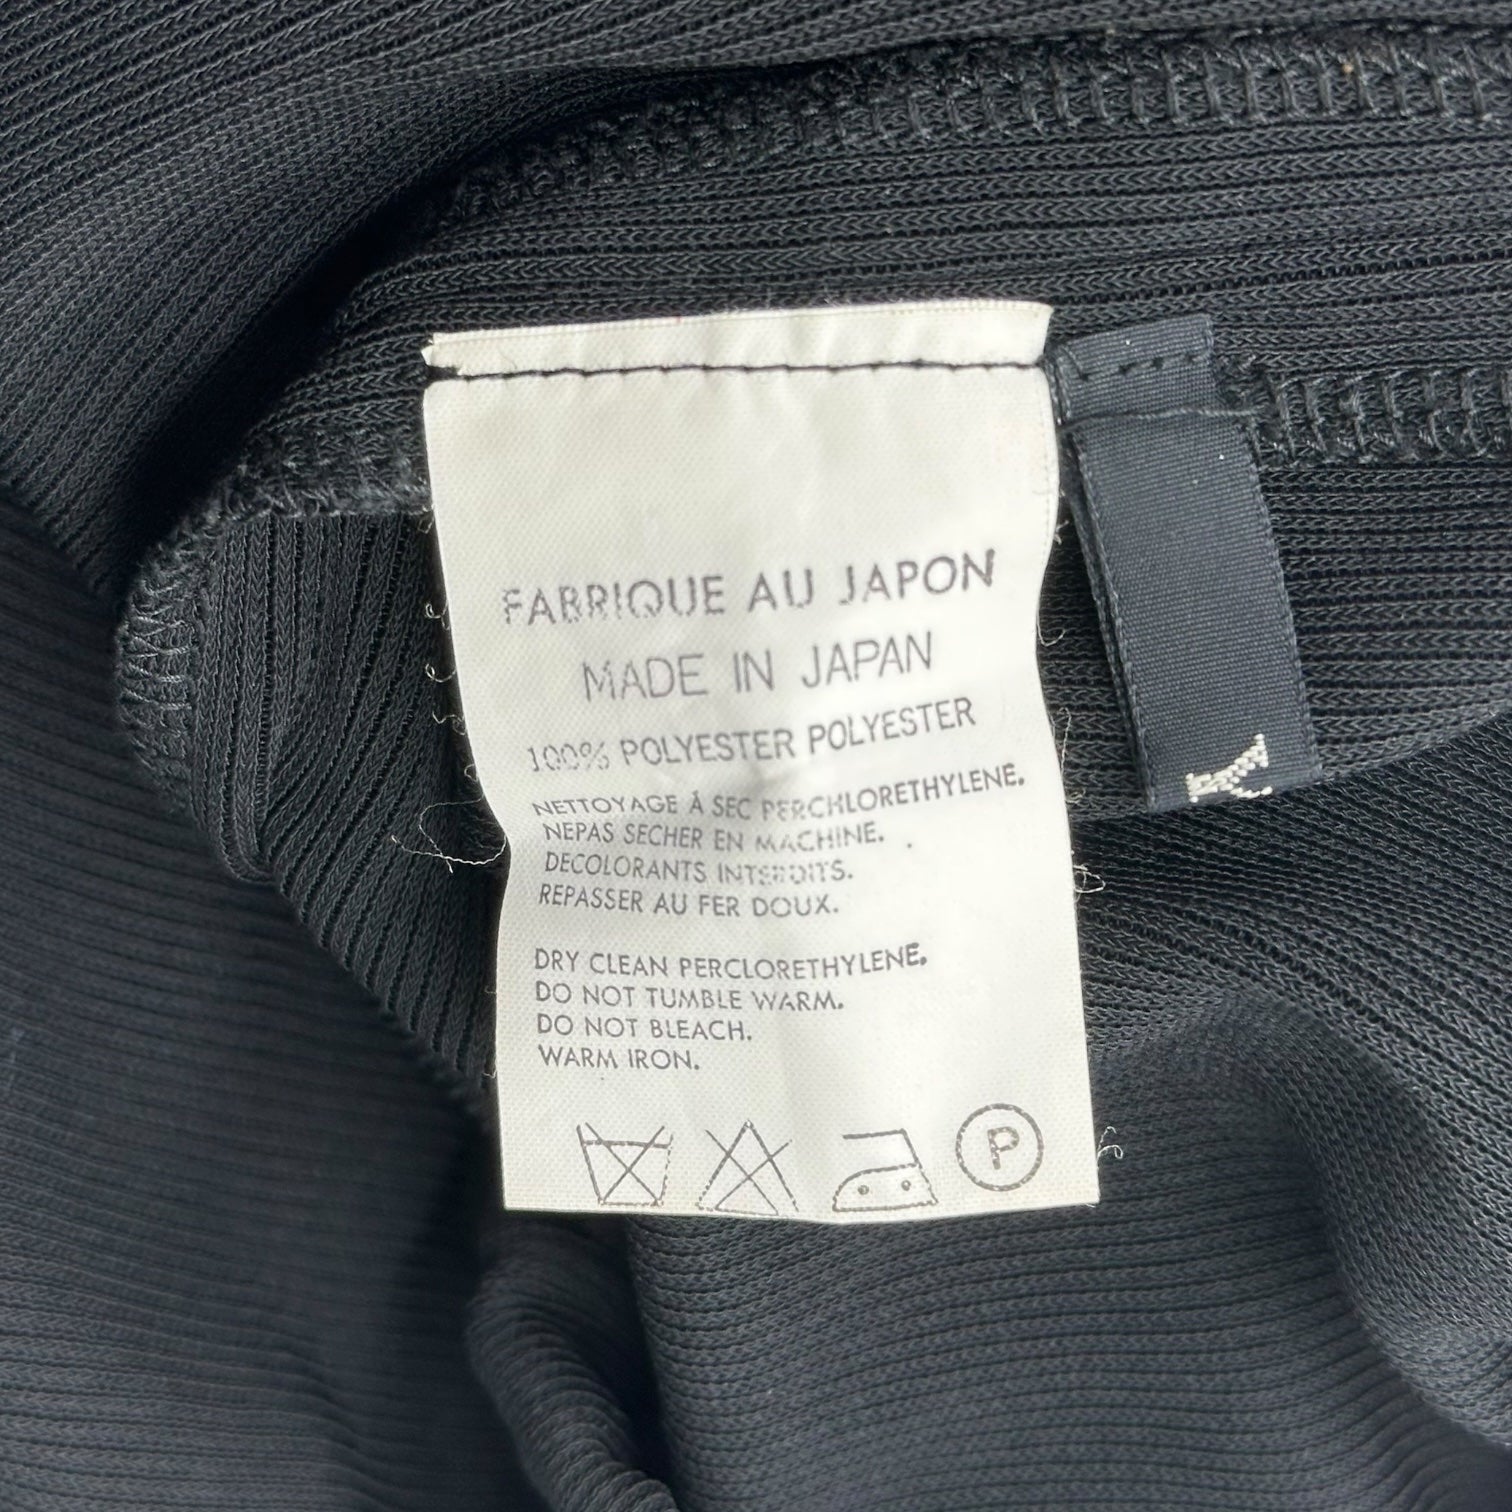 FABRIQUE AU JAPON
MADE IN JAPAN
100% POLYESTER POLYESTER
NETTOYAGE À SEC PERCHLORETHYLENE.
NEPAS SECHER EN MACHINE.
DECOLORANTS INTERDITS.
REPASSER AU FER DOUX.
DRY CLEAN PERCLORETHYLENE.
DO NOT TUMBLE WARM.
DO NOT BLEACH.
WARM IRON.
P